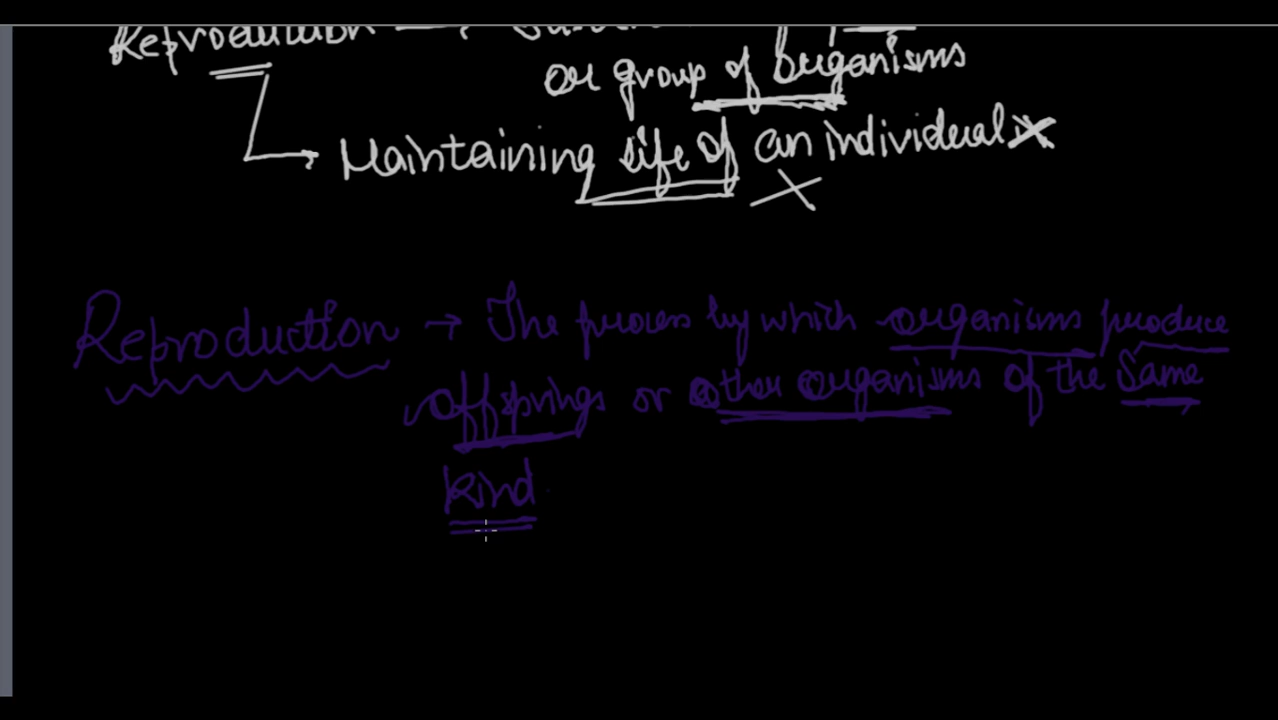 Reproduction →
or group of organisms
Maintaining life of an individual
Reproduction → The process by which organisms produce
offsprings or other organisms of the same
kind